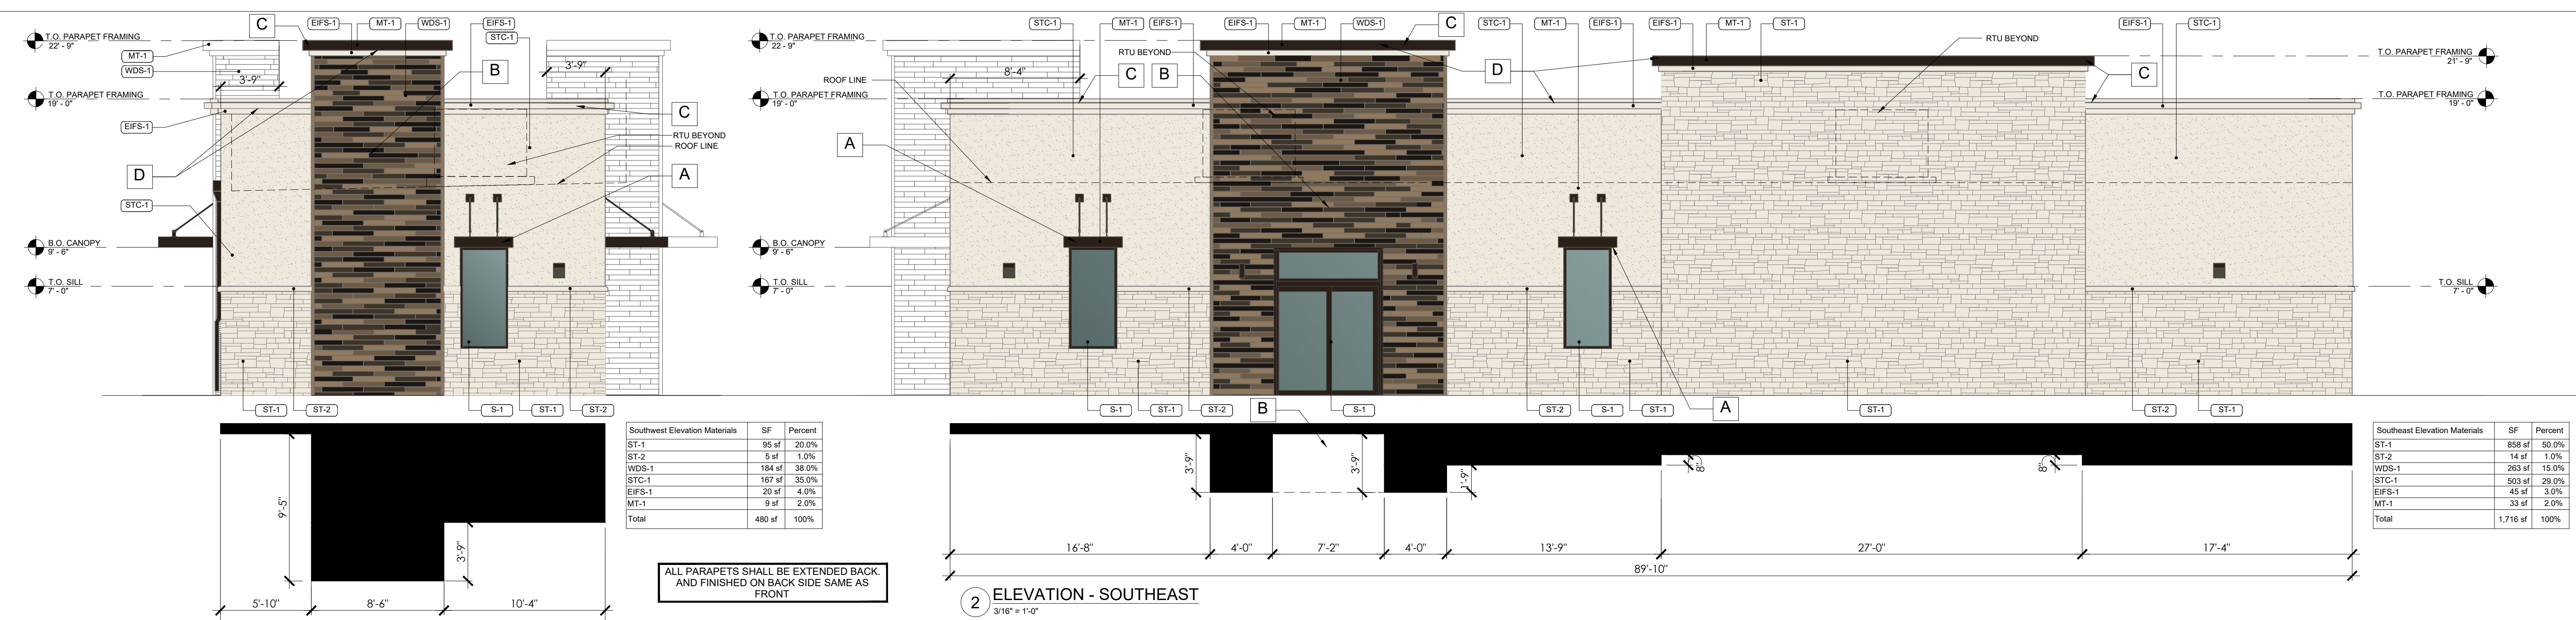 C
EIFS-1
MT-1
WDS-1
EIFS-1
STC-1
T.O. PARAPET FRAMING
22' - 9"
MT-1
WDS-1
3'-9"
B
3'-9"
T.O. PARAPET FRAMING
19' - 0"
C
EIFS-1
RTU BEYOND
ROOF LINE
D
A
STC-1
B.O. CANOPY
9' - 6"
T.O. SILL
7' - 0"
ST-1
ST-2
S-1
ST-1
ST-2
9'-5"
3'-9"
5'-10"
8'-6"
10'-4"
Southwest Elevation Materials SF Percent
ST-1 95 sf 20.0%
ST-2 5 sf 1.0%
WDS-1 184 sf 38.0%
STC-1 167 sf 35.0%
EIFS-1 20 sf 4.0%
MT-1 9 sf 2.0%
Total 480 sf 100%
ALL PARAPETS SHALL BE EXTENDED BACK.
AND FINISHED ON BACK SIDE SAME AS
FRONT
STC-1
MT-1
EIFS-1
EIFS-1
MT-1
WDS-1
C
STC-1
MT-1
EIFS-1
EIFS-1
MT-1
ST-1
EIFS-1
STC-1
T.O. PARAPET FRAMING
22 - 9"
RTU BEYOND
RTU BEYOND
T.O. PARAPET FRAMING
21' - 9"
ROOF LINE
8'-4"
C
B
D
C
T.O. PARAPET FRAMING
19' - 0"
T.O. PARAPET FRAMING
19' - 0"
A
B.O. CANOPY
9' - 6"
T.O. SILL
7' - 0"
T.O. SILL
7' - 0"
S-1
ST-1
ST-2
B
S-1
ST-2
S-1
ST-1
A
ST-1
ST-2
ST-1
3'-9"
3'-9"
1'-9"
8"
8"
16'-8"
4'-0"
7'-2"
4'-0"
13'-9"
27'-0"
17'-4"
89'-10"
2
ELEVATION - SOUTHEAST
3/16" = 1'-0"
Southeast Elevation Materials SF Percent
ST-1 858 sf 50.0%
ST-2 14 sf 1.0%
WDS-1 263 sf 15.0%
STC-1 503 sf 29.0%
EIFS-1 45 sf 3.0%
MT-1 33 sf 2.0%
Total 1,716 sf 100%